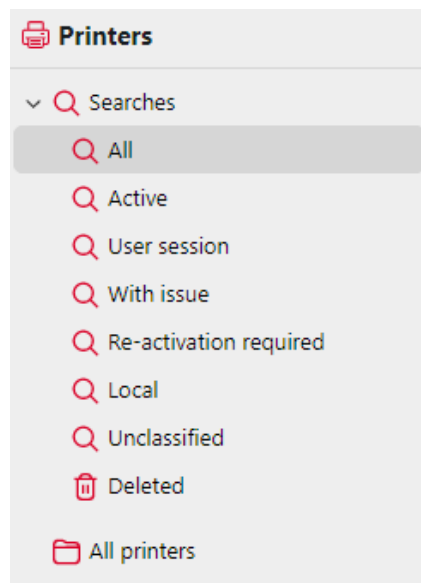 Printers
Searches
All
Active
User session
With issue
Re-activation required
Local
Unclassified
Deleted
All printers